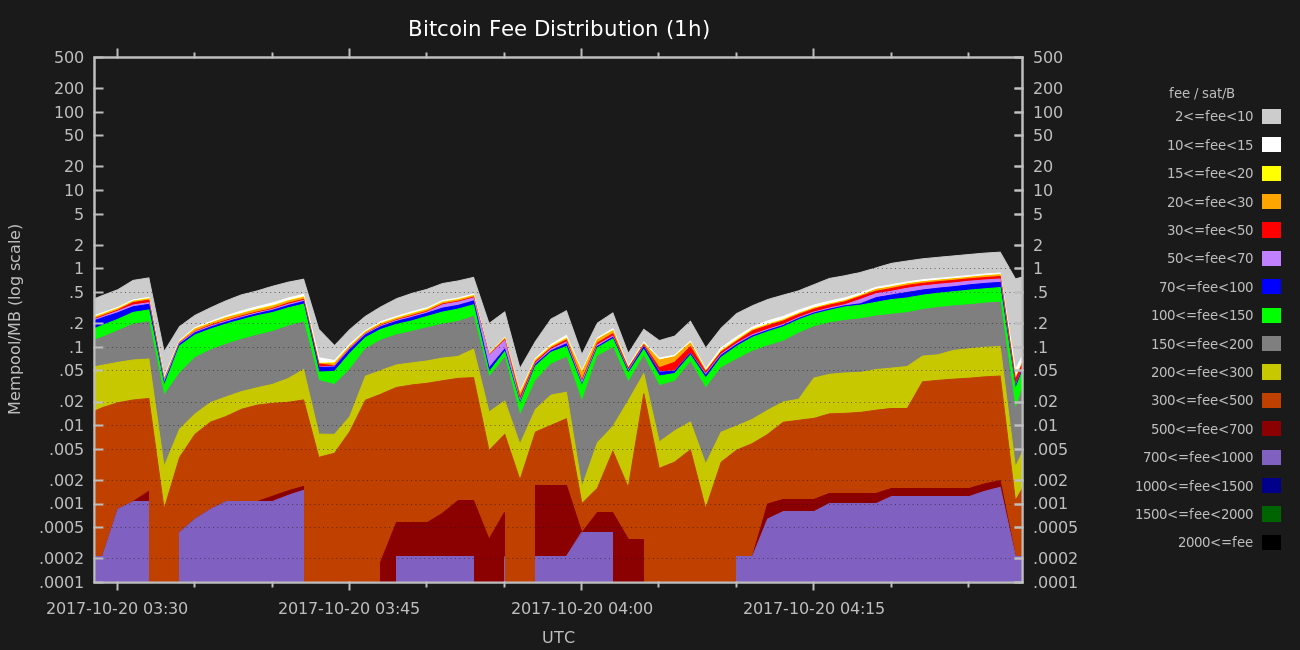 Bitcoin Fee Distribution (1h)
Mempool/MB (log scale)
500 500
200 200
100 100
50 50
20 20
10 10
5 5
2 2
1 1
.5 .5
.2 .2
.1 .1
.05 .05
.02 .02
.01 .01
.005 .005
.002 .002
.001 .001
.0005 .0005
.0002 .0002
.0001 .0001
2017-10-20 03:30 2017-10-20 03:45 2017-10-20 04:00 2017-10-20 04:15
UTC
fee / sat/B
2<=fee<10
10<=fee<15
15<=fee<20
20<=fee<30
30<=fee<50
50<=fee<70
70<=fee<100
100<=fee<150
150<=fee<200
200<=fee<300
300<=fee<500
500<=fee<700
700<=fee<1000
1000<=fee<1500
1500<=fee<2000
2000<=fee